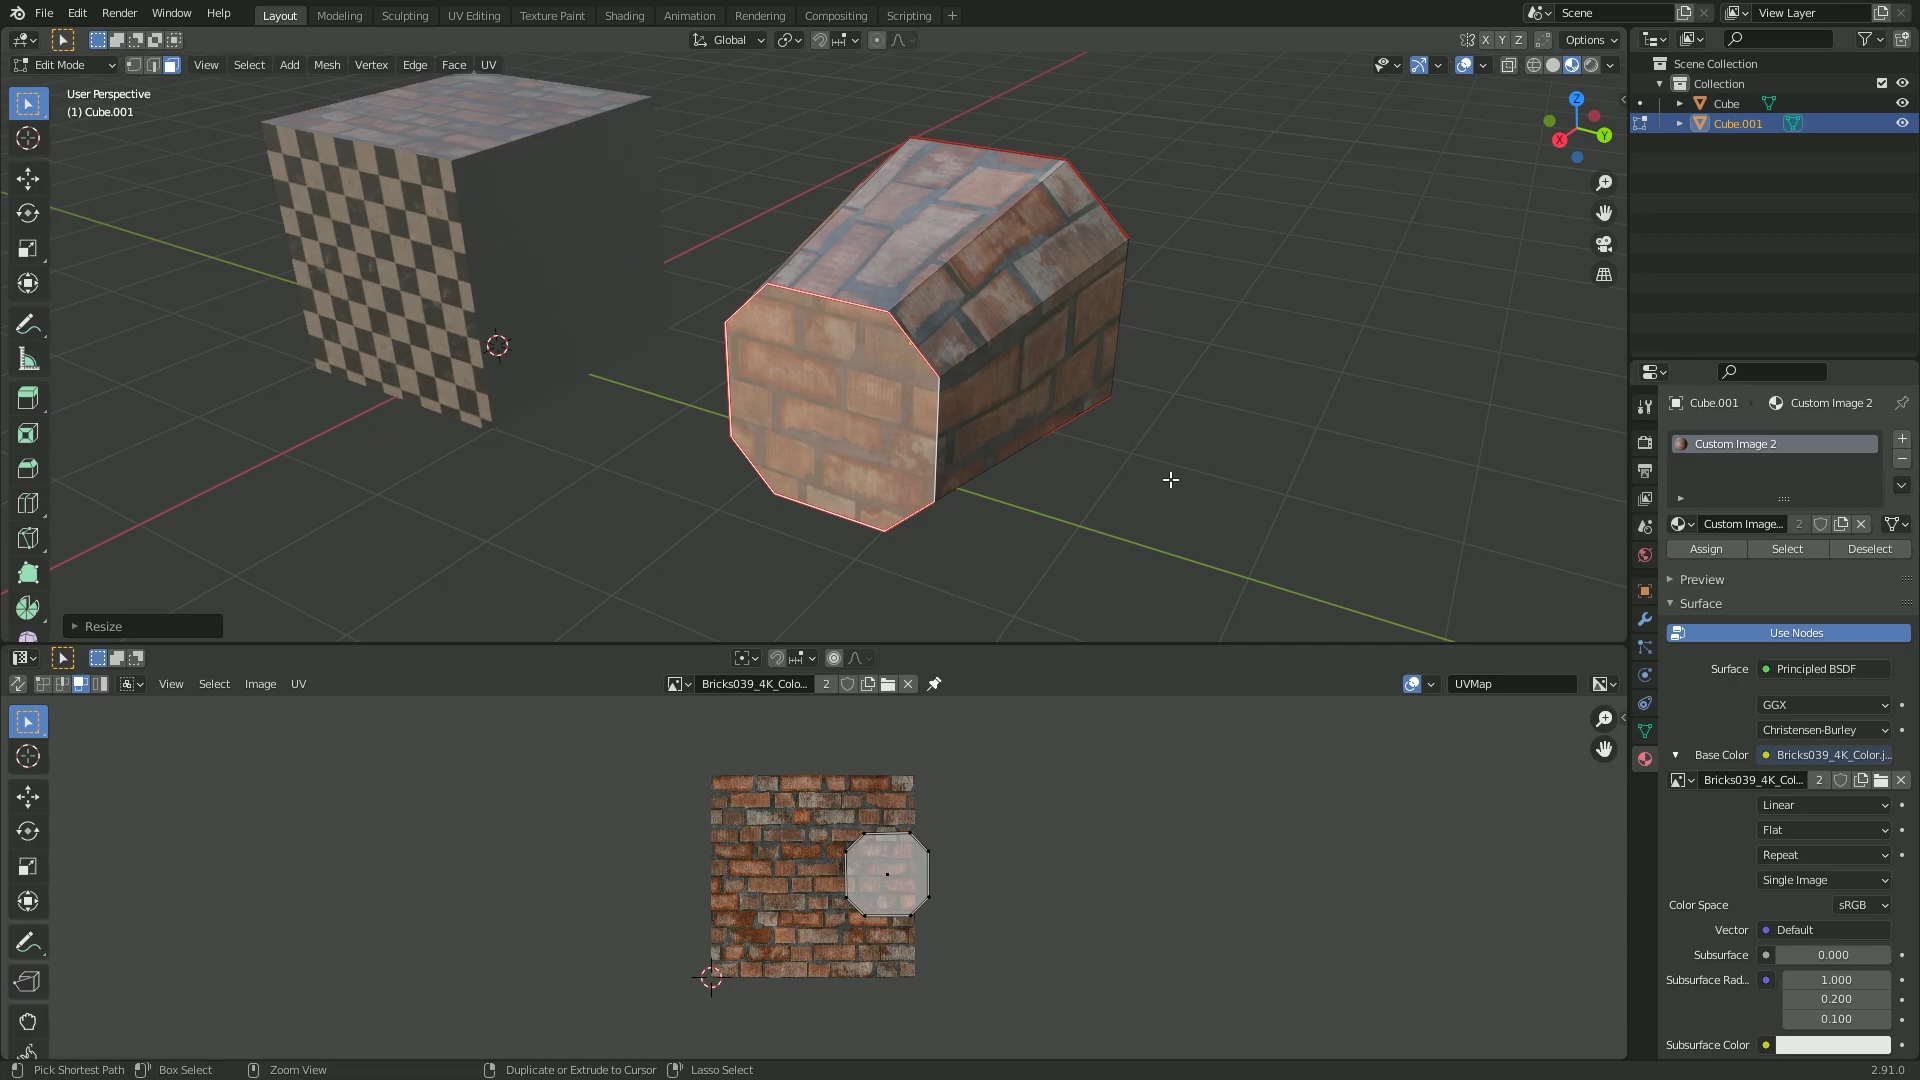 File Edit Render Window Help Layout Modeling Sculpting UV Editing Texture Paint Shading Animation Rendering Compositing Scripting + Scene View Layer
Global X Y Z Options
Edit Mode View Select Add Mesh Vertex Edge Face UV
Scene Collection
Collection
Cube
Cube.001
User Perspective
(1) Cube.001
Z
Y
X
Resize
Cube.001 Custom Image 2
Custom Image 2
Custom Image... 2
Assign Select Deselect
Preview
Surface
Use Nodes
Surface Principled BSDF
GGX
Christensen-Burley
Base Color Bricks039_4K_Color.j...
Bricks039_4K_Col... 2
Linear
Flat
Repeat
Single Image
Color Space sRGB
Vector Default
Subsurface 0.000
Subsurface Rad... 1.000
0.200
0.100
Subsurface Color
View Select Image UV Bricks039_4K_Colo... 2 UVMap
Pick Shortest Path Box Select Zoom View Duplicate or Extrude to Cursor Lasso Select 2.91.0